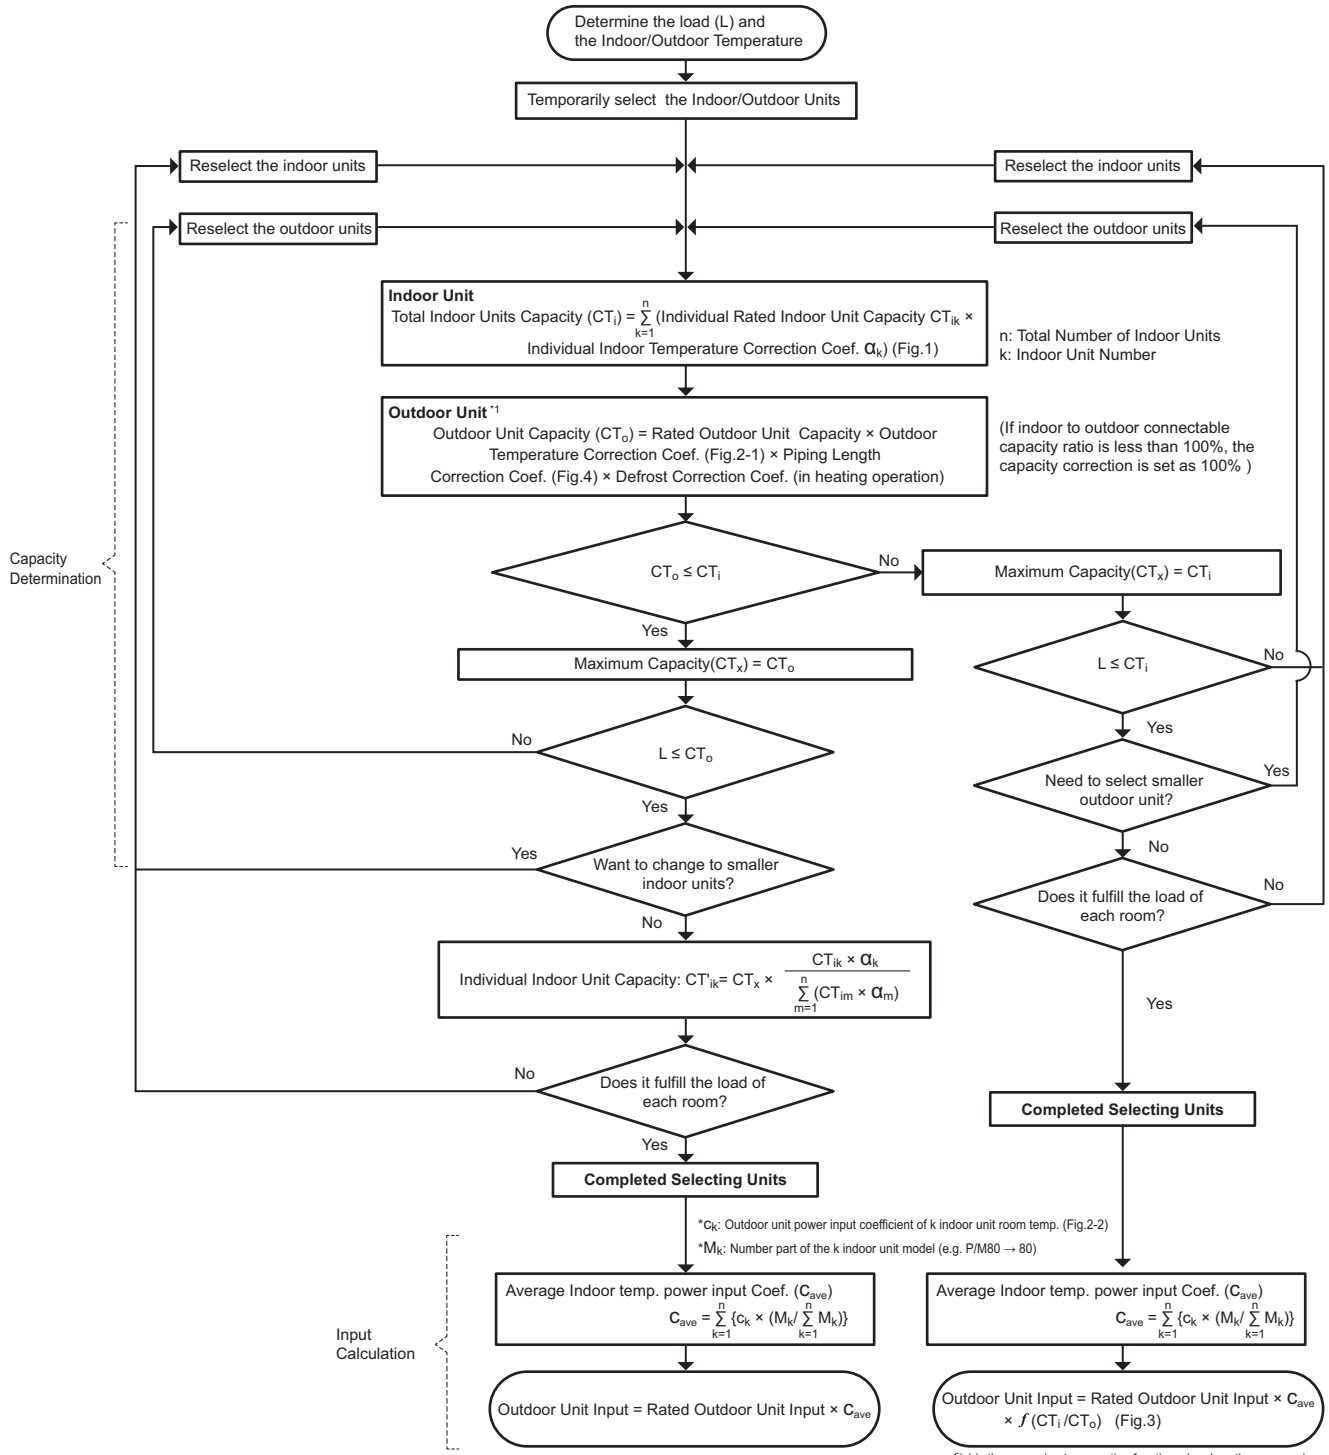 Determine the load (L) and
the Indoor/Outdoor Temperature
Temporarily select the Indoor/Outdoor Units
Reselect the indoor units
Reselect the indoor units
Reselect the outdoor units
Reselect the outdoor units
Indoor Unit
Total Indoor Units Capacity (CTi) = n∑k=1 (Individual Rated Indoor Unit Capacity CTik ×
Individual Indoor Temperature Correction Coef. αk) (Fig.1)
n: Total Number of Indoor Units
k: Indoor Unit Number
Outdoor Unit *1
Outdoor Unit Capacity (CTo) = Rated Outdoor Unit Capacity × Outdoor
Temperature Correction Coef. (Fig.2-1) × Piping Length
Correction Coef. (Fig.4) × Defrost Correction Coef. (in heating operation)
(If indoor to outdoor connectable
capacity ratio is less than 100%, the
capacity correction is set as 100% )
Capacity
Determination
CTo ≤ CTi
No
Maximum Capacity(CTx) = CTi
Yes
Maximum Capacity(CTx) = CTo
L ≤ CTi
No
Yes
No
L ≤ CTo
Need to select smaller
outdoor unit?
Yes
Yes
No
Yes
Want to change to smaller
indoor units?
Does it fulfill the load of
each room?
No
No
Individual Indoor Unit Capacity: CT'ik= CTx × CTik × αk / n∑m=1 (CTim × αm)
Yes
No
Does it fulfill the load of
each room?
Completed Selecting Units
Yes
Completed Selecting Units
*ck: Outdoor unit power input coefficient of k indoor unit room temp. (Fig.2-2)
*Mk: Number part of the k indoor unit model (e.g. P/M80 → 80)
Input
Calculation
Average Indoor temp. power input Coef. (Cave)
Cave = n∑k=1 {ck × (Mk/ n∑k=1 Mk)}
Average Indoor temp. power input Coef. (Cave)
Cave = n∑k=1 {ck × (Mk/ n∑k=1 Mk)}
Outdoor Unit Input = Rated Outdoor Unit Input × Cave
Outdoor Unit Input = Rated Outdoor Unit Input × Cave
× f (CTi /CTo) (Fig.3)